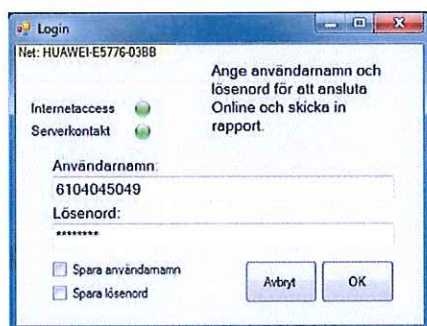 Login
Net: HUAWEI-E5776-03BB
Ange användarnamn och
lösenord för att ansluta
Online och skicka in
rapport.
Internetaccess
Serverkontakt
Användarnamn:
6104045049
Lösenord:
********
Spara användarnamn
Spara lösenord
Avbryt
OK